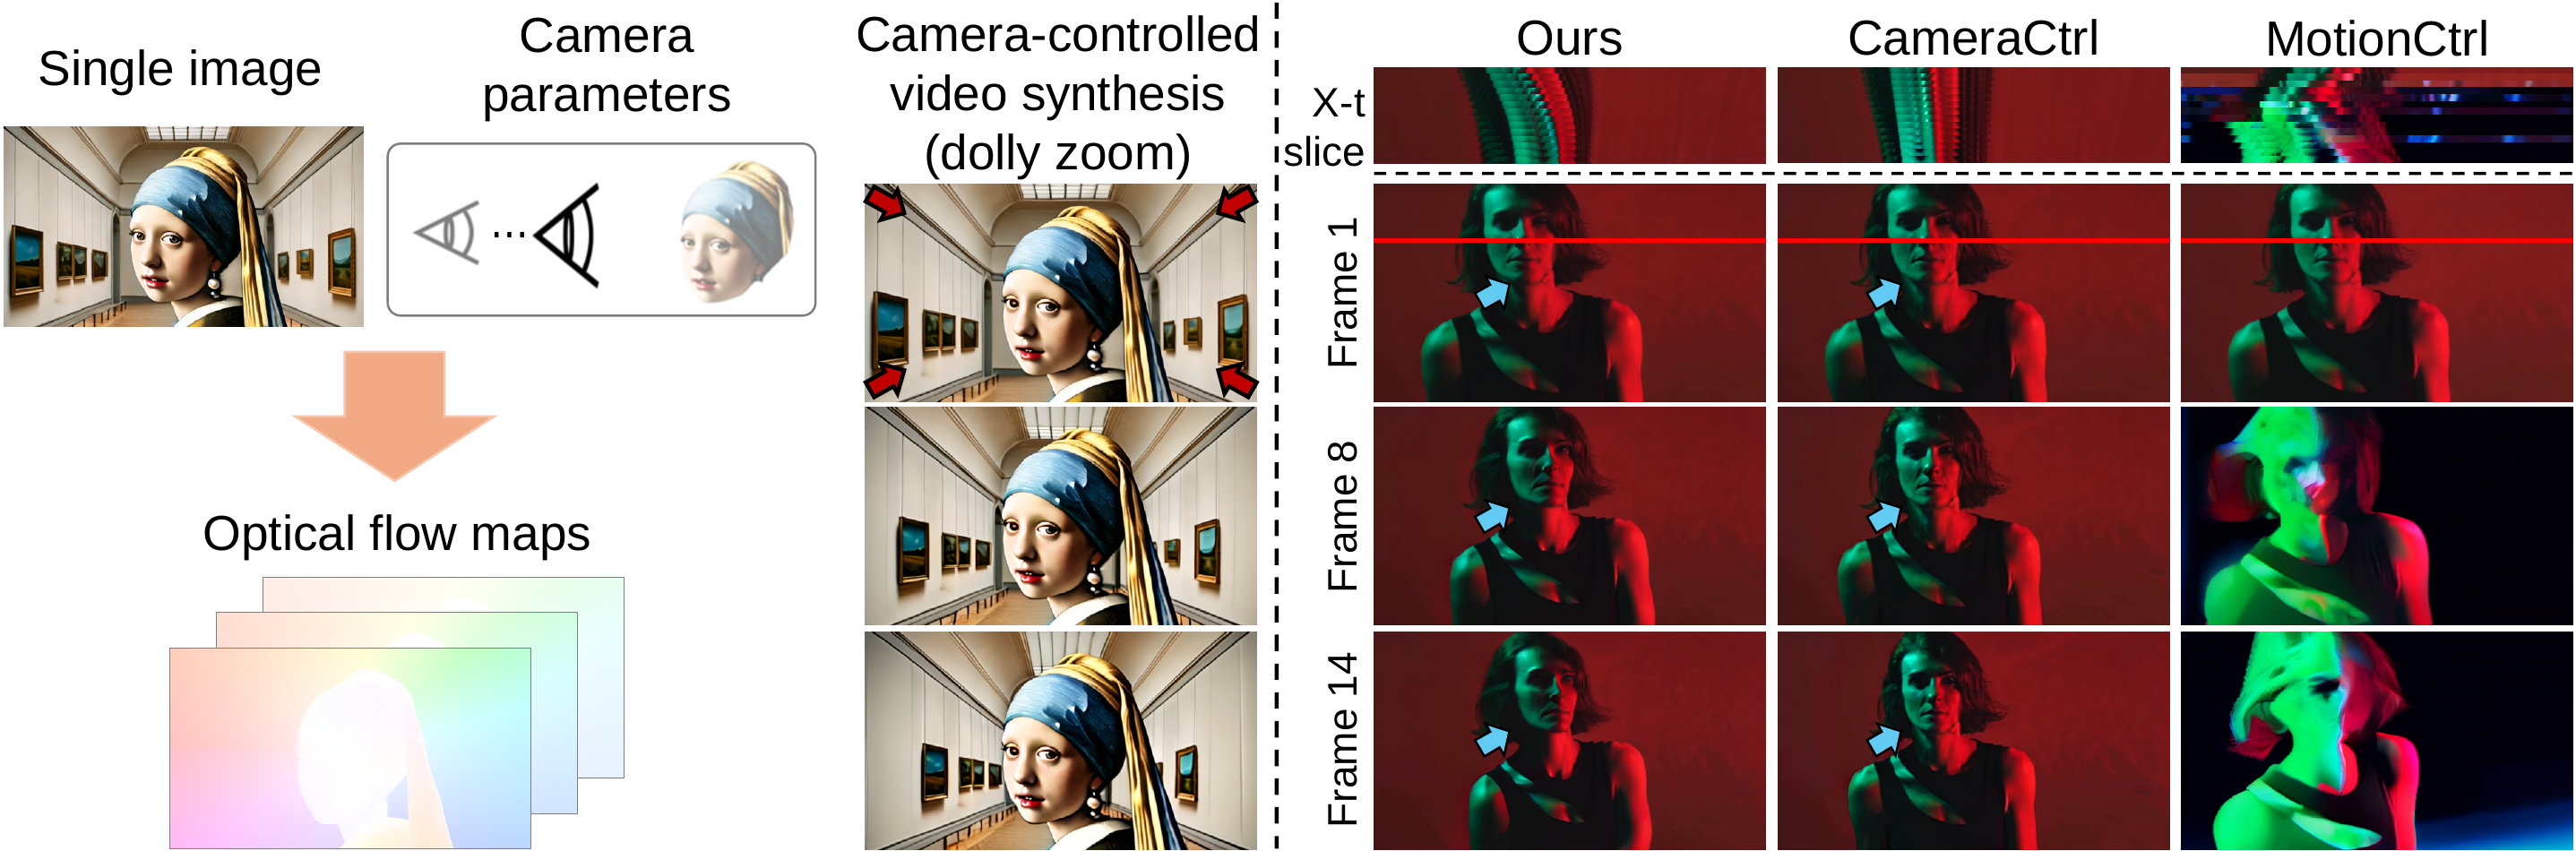 Single image
Camera
parameters
...
Optical flow maps
Camera-controlled
video synthesis
(dolly zoom)
Ours
CameraCtrl
MotionCtrl
X-t
slice
Frame 1
Frame 8
Frame 14